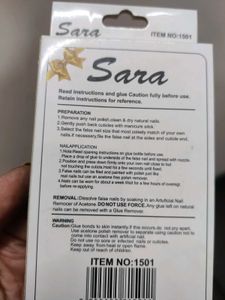 Sara
ITEM NO:1501
Sara
Read instructions and glue Caution fully before use.
Retain instructions for reference.
PREPARATION
1.Remove any nail polish,clean & dry natural nails.
2.Gently push back cuticles with manicure stick.
3.Select the false nail size that most closely match of your own
nails.If necessary,file the false nail at the sides and cuticle end.
NAILAPPLICATION
1.Note:Read opening instructions on glue bottle before use.
Place a drop of glue to underside of the false nail and spread with nozzle.
2.Position and press down firmly onto your own nail close to but
not touching the cuticle,most for a few seconds until fixed.
3.False nails can be filed and painted with polish just like
real nails but use an acetone free polish remover.
4.Nails can be worn for about a week
before re-applying.
REMOVAL:Dissolve false nails by soaking in an Artuficial Nail
Remover of Acetone.DO NOT USE FORCE.Any glue left on natural
nails can be removed with a Glue Remover.
WARNING
Caution:Glue bonds to skin instantly.If this should occur, do not pry apart.
Use acetone polish remover to separate using caution not to
come into contact with artificial nail.
Do not use no sore or infected nails or cuticles.
Keep away from heat or open flame
Keep out of reach of children.
ITEM NO:1501